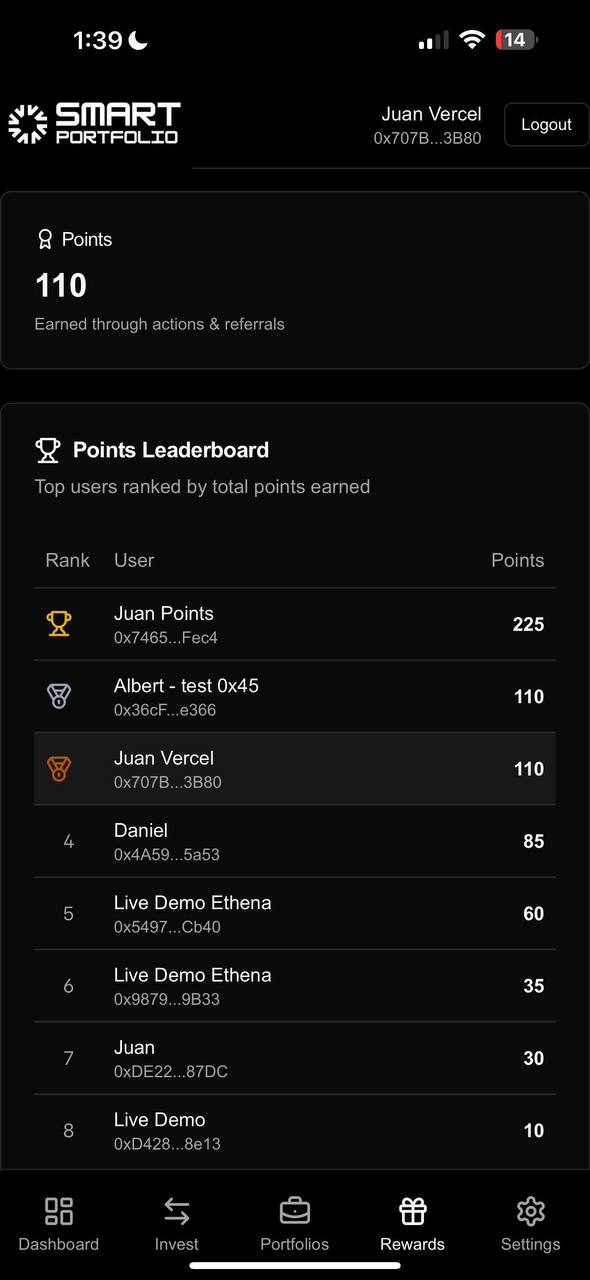 1:39
14
SMART
PORTFOLIO
Juan Vercel
0x707B...3B80
Logout
Points
110
Earned through actions & referrals
Points Leaderboard
Top users ranked by total points earned
Rank User Points
Juan Points
0x7465...Fec4
225
Albert - test 0x45
0x36cF...e366
110
Juan Vercel
0x707B...3B80
110
4
Daniel
0x4A59...5a53
85
5
Live Demo Ethena
0x5497...Cb40
60
6
Live Demo Ethena
0x9879...9B33
35
7
Juan
0xDE22...87DC
30
8
Live Demo
0xD428...8e13
10
Dashboard Invest Portfolios Rewards Settings